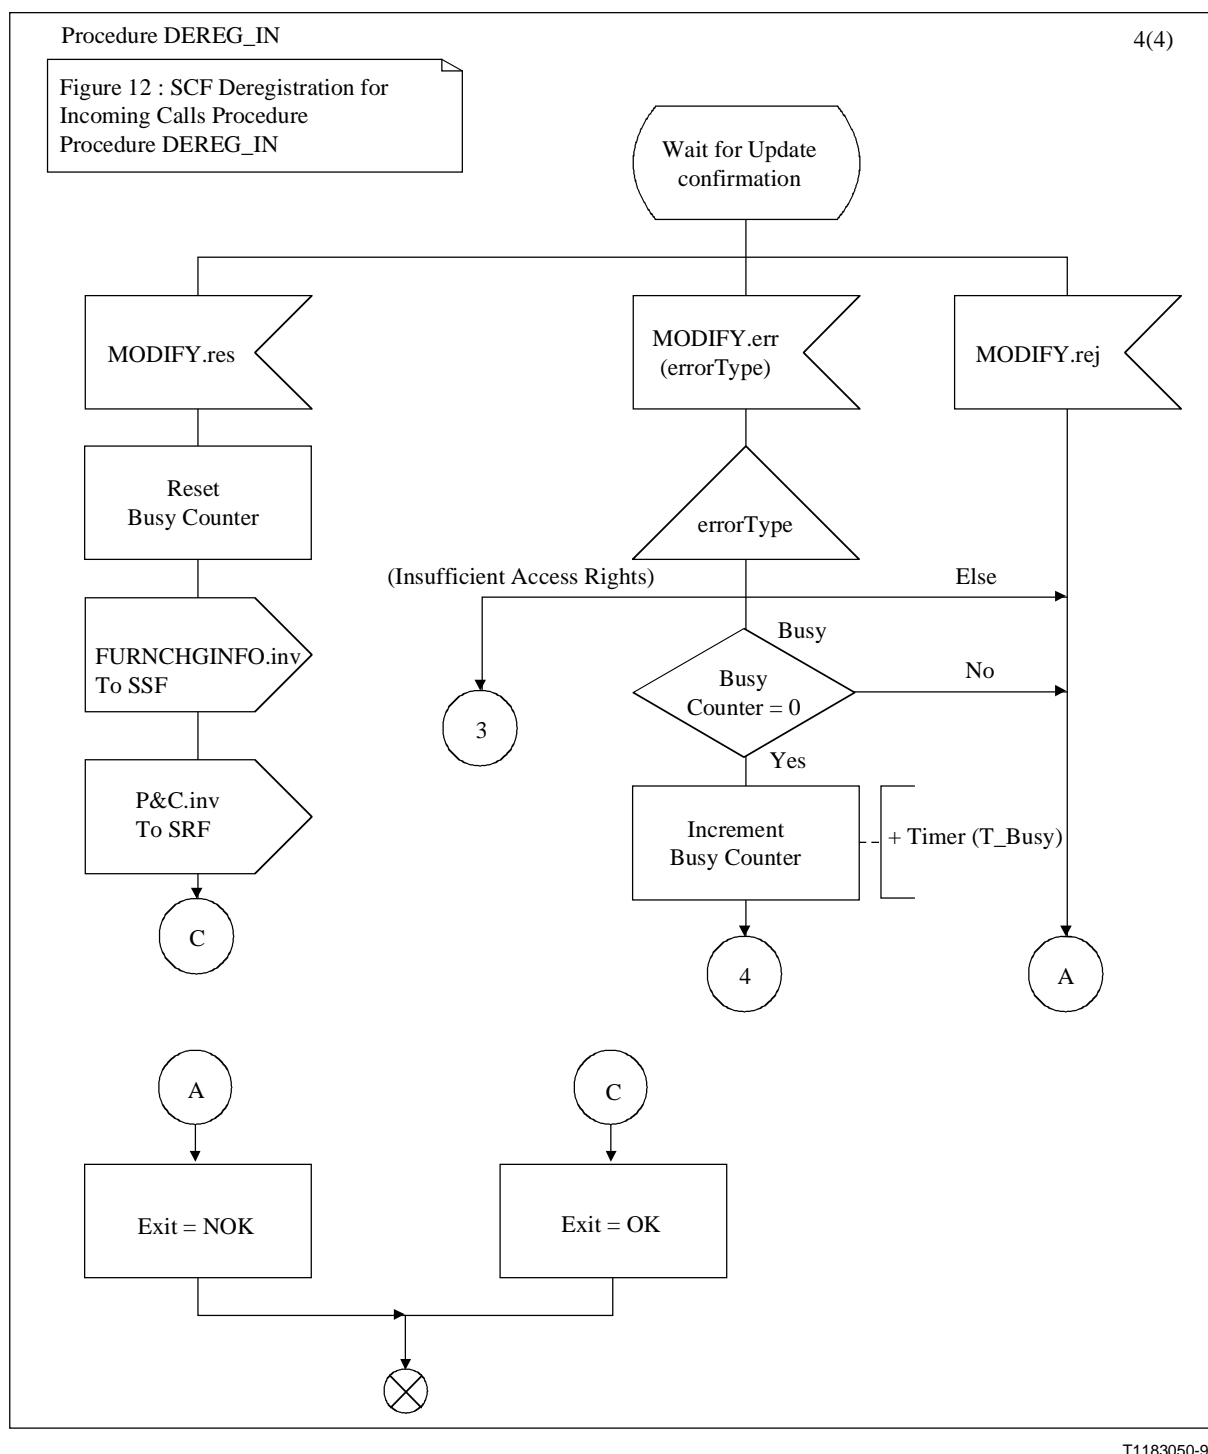 Procedure DEREG_IN
4(4)
Figure 12 : SCF Deregistration for
Incoming Calls Procedure
Procedure DEREG_IN
Wait for Update
confirmation
MODIFY.res
MODIFY.err
(errorType)
MODIFY.rej
Reset
Busy Counter
errorType
(Insufficient Access Rights)
Else
FURNCHGINFO.inv
To SSF
Busy
Busy
Counter = 0
No
3
Yes
P&C.inv
To SRF
Increment
Busy Counter
+ Timer (T_Busy)
C
4
A
A
C
Exit = NOK
Exit = OK
T1183050-9